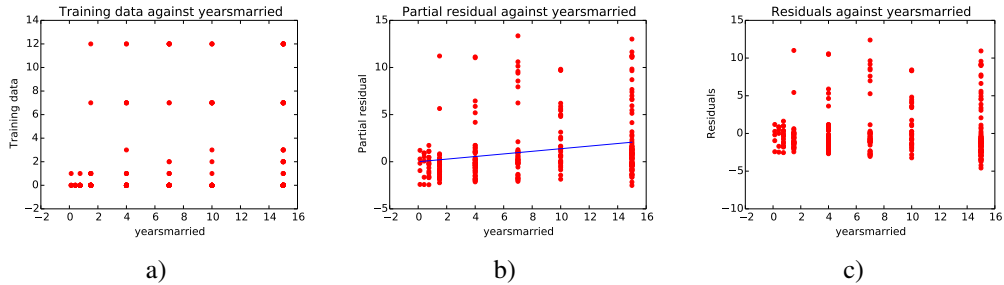 Training data against yearsmarried
Training data
14
12
10
8
6
4
2
0
−2
−2 0 2 4 6 8 10 12 14 16
yearsmarried
a)
Partial residual against yearsmarried
Partial residual
15
10
5
0
−5
−2 0 2 4 6 8 10 12 14 16
yearsmarried
b)
Residuals against yearsmarried
Residuals
15
10
5
0
−5
−10
−2 0 2 4 6 8 10 12 14 16
yearsmarried
c)